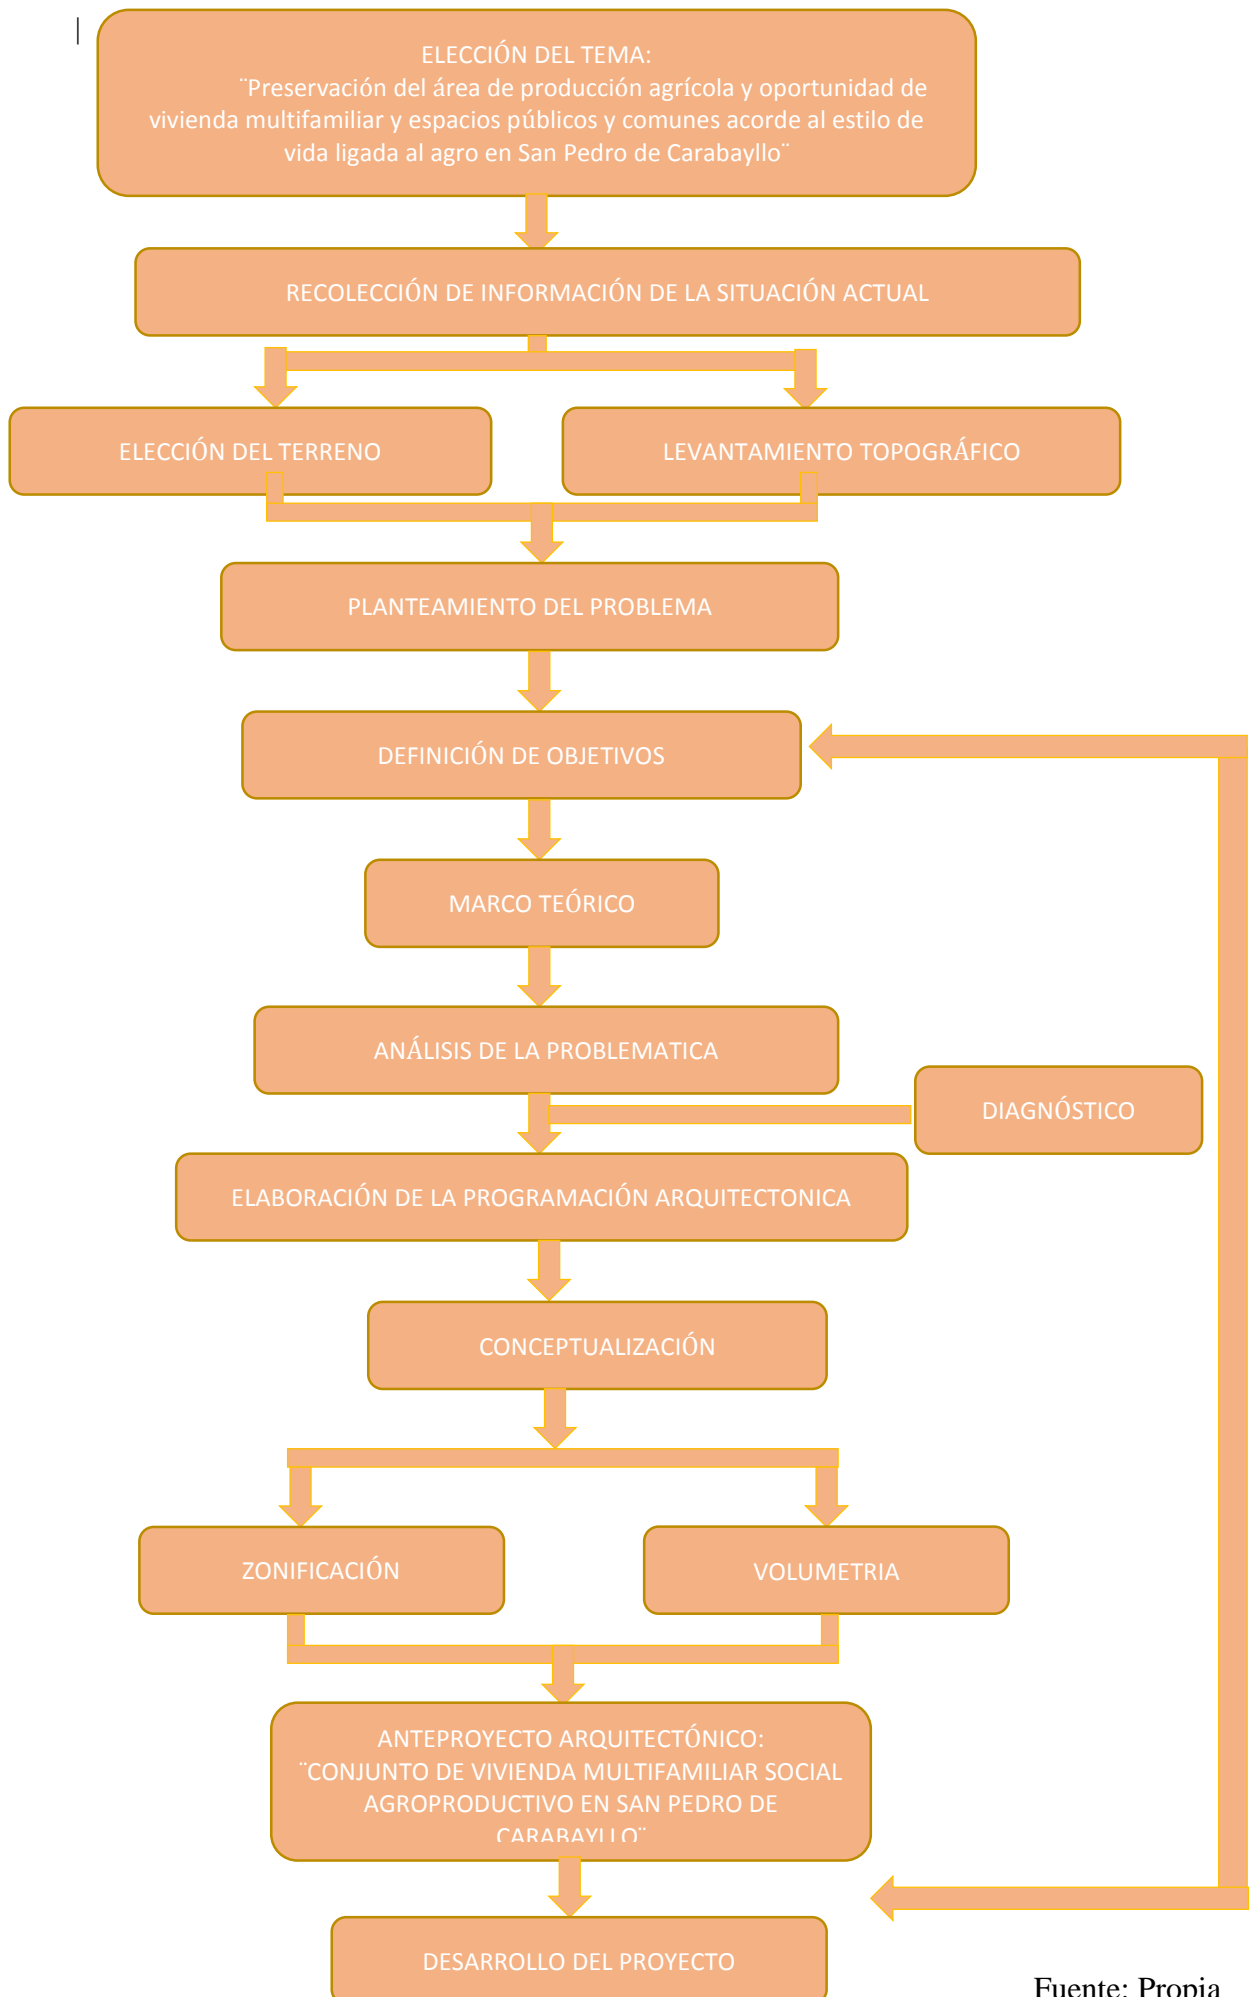 ELECCIÓN DEL TEMA:
¨Preservación del área de producción agrícola y oportunidad de
vivienda multifamiliar y espacios públicos y comunes acorde al estilo de
vida ligada al agro en San Pedro de Carabayllo¨
RECOLECCIÓN DE INFORMACIÓN DE LA SITUACIÓN ACTUAL
ELECCIÓN DEL TERRENO
LEVANTAMIENTO TOPOGRÁFICO
PLANTEAMIENTO DEL PROBLEMA
DEFINICIÓN DE OBJETIVOS
MARCO TEÓRICO
ANÁLISIS DE LA PROBLEMATICA
DIAGNÓSTICO
ELABORACIÓN DE LA PROGRAMACIÓN ARQUITECTONICA
CONCEPTUALIZACIÓN
ZONIFICACIÓN
VOLUMETRIA
ANTEPROYECTO ARQUITECTÓNICO:
¨CONJUNTO DE VIVIENDA MULTIFAMILIAR SOCIAL
AGROPRODUCTIVO EN SAN PEDRO DE
CARABAYLLO¨
DESARROLLO DEL PROYECTO
Fuente: Propia